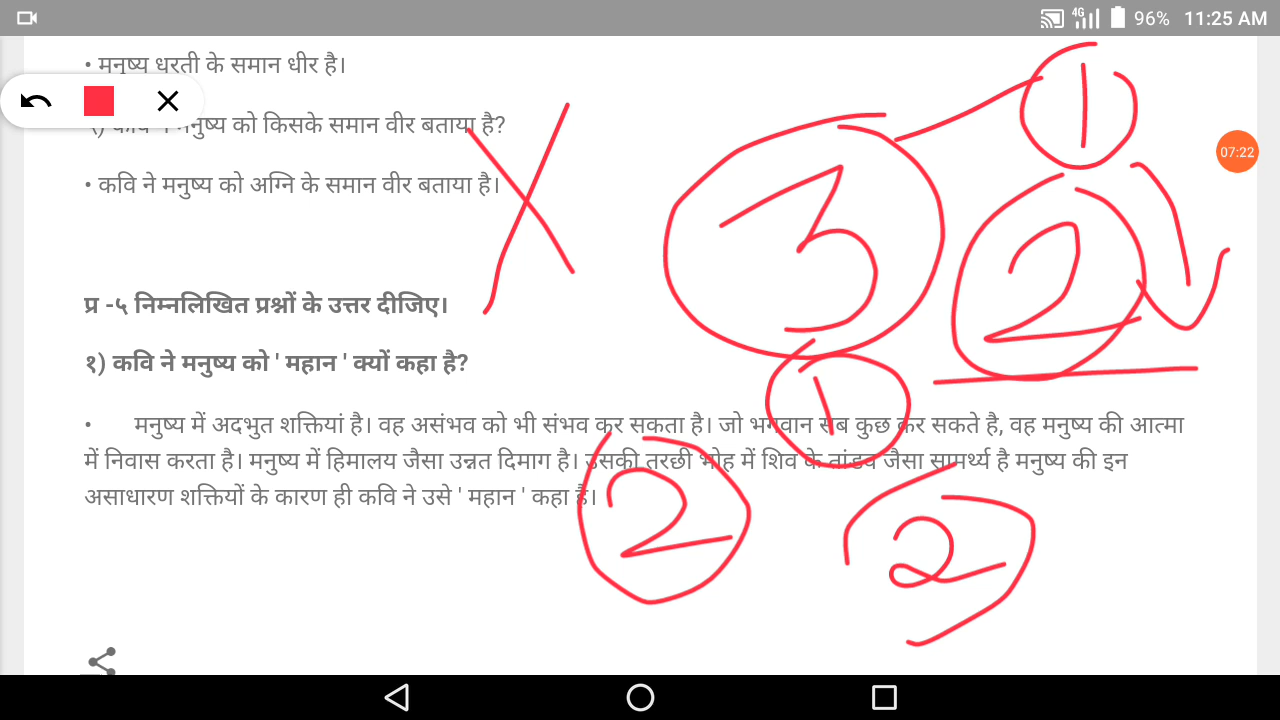 4G 96% 11:25 AM
• मनुष्य धरती के समान धीर है।
मनुष्य को किसके समान वीर बताया है?
• कवि ने मनुष्य को अग्नि के समान वीर बताया है।
07:22
प्र -५ निम्नलिखित प्रश्नों के उत्तर दीजिए।
१) कवि ने मनुष्य को ' महान ' क्यों कहा है?
• मनुष्य में अदभुत शक्तियां है। वह असंभव को भी संभव कर सकता है। जो भगवान सब कुछ कर सकते है, वह मनुष्य की आत्मा
में निवास करता है। मनुष्य में हिमालय जैसा उन्नत दिमाग है। उसकी तरछी भोह में शिव के तांडव जैसा सामर्थ्य है मनुष्य की इन
असाधारण शक्तियों के कारण ही कवि ने उसे ' महान ' कहा है।
1
3
2
1
2
2